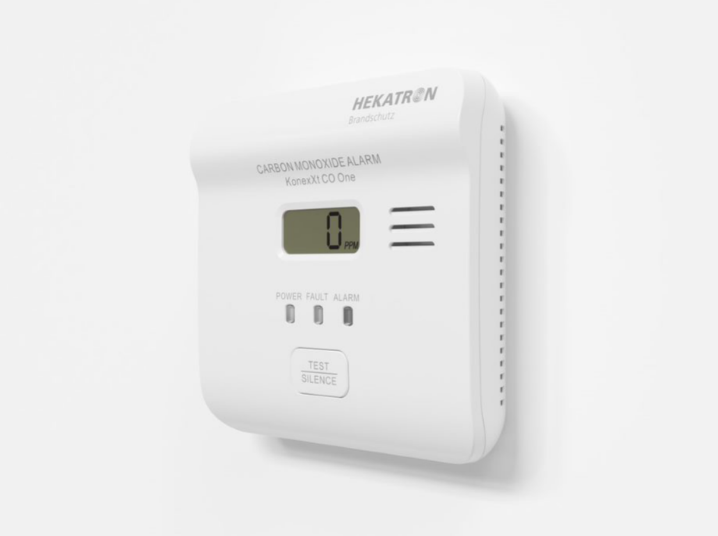 HEKATRON
Brandschutz
CARBON MONOXIDE ALARM
KonexXt CO One
0 PPM
POWER FAULT ALARM
TEST
SILENCE